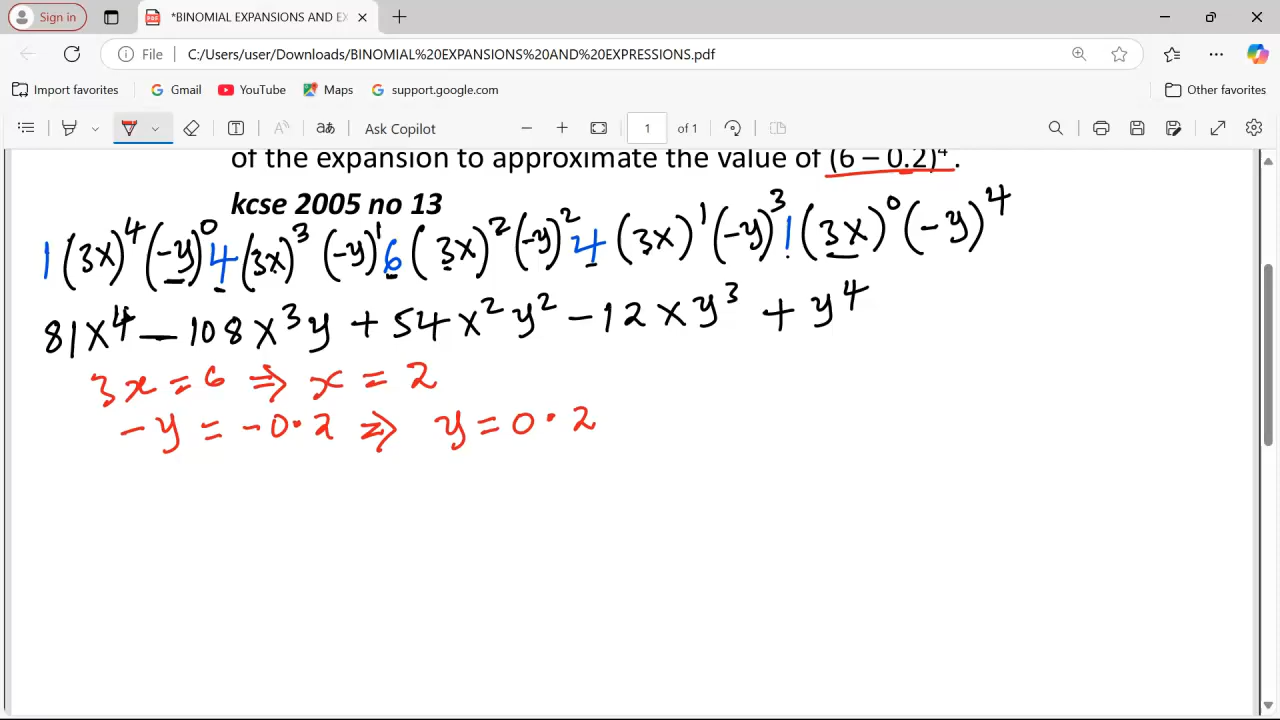 Sign in
*BINOMIAL EXPANSIONS AND EX
File
C:/Users/user/Downloads/BINOMIAL%20EXPANSIONS%20AND%20EXPRESSIONS.pdf
Import favorites
Gmail
YouTube
Maps
support.google.com
Other favorites
Ask Copilot
1 of 1
of the expansion to approximate the value of (6 – 0.2)⁴.
kcse 2005 no 13
1(3x)⁴(-y)⁰ 4(3x)³(-y)¹ 6(3x)²(-y)² 4(3x)¹(-y)³ 1(3x)⁰(-y)⁴
81x⁴ - 108x³y + 54x²y² - 12xy³ + y⁴
3x = 6 ⇒ x = 2
-y = -0.2 ⇒ y = 0.2